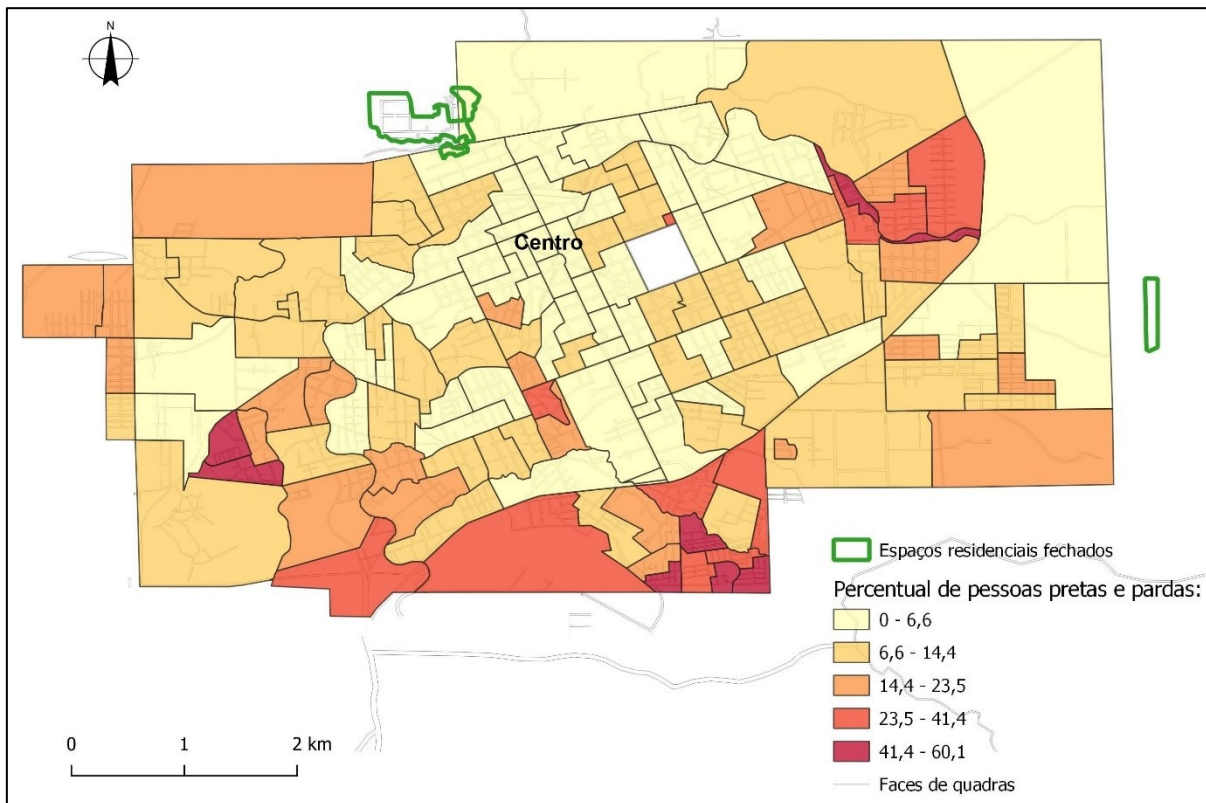 N
Centro
Espaços residenciais fechados
Percentual de pessoas pretas e pardas:
0 - 6,6
6,6 - 14,4
14,4 - 23,5
23,5 - 41,4
41,4 - 60,1
Faces de quadras
0 1 2 km